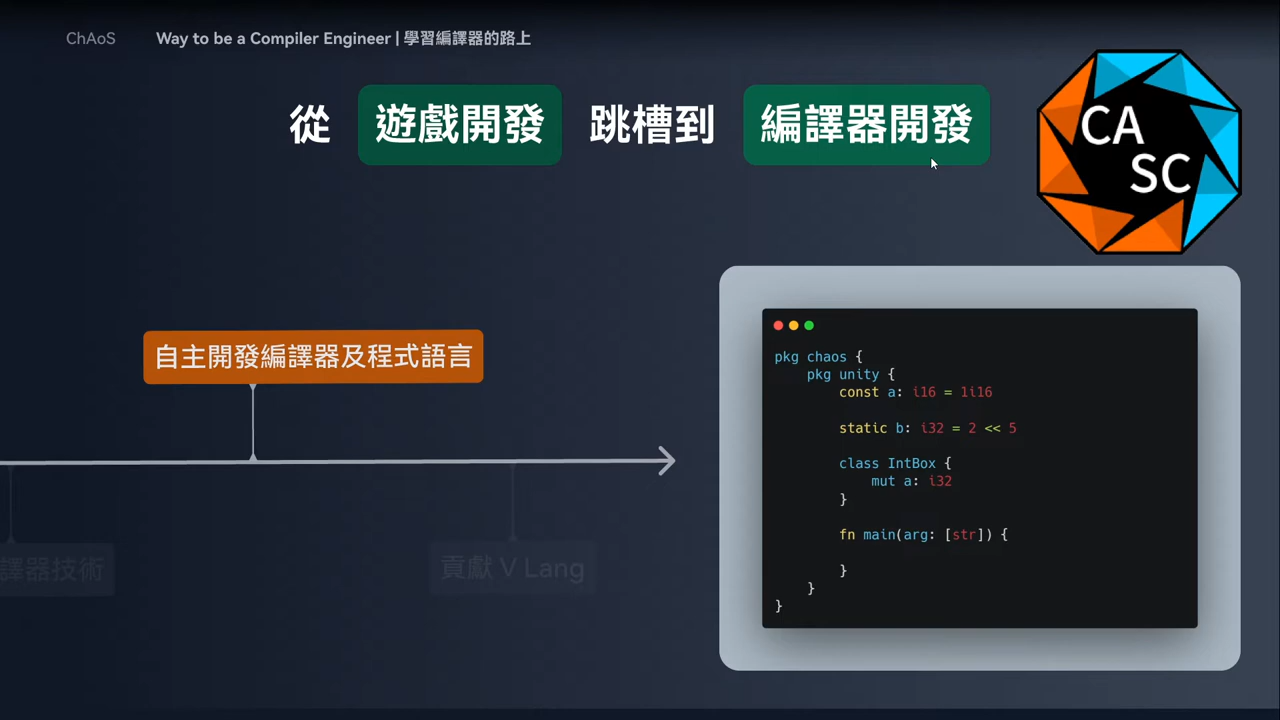 ChAoS
Way to be a Compiler Engineer | 學習編譯器的路上
從 遊戲開發 跳槽到 編譯器開發
CA
SC
自主開發編譯器及程式語言
譯器技術
貢獻 V Lang
pkg chaos {
    pkg unity {
        const a: i16 = 1i16
        static b: i32 = 2 << 5
        class IntBox {
            mut a: i32
        }
        fn main(arg: [str]) {
        }
    }
}